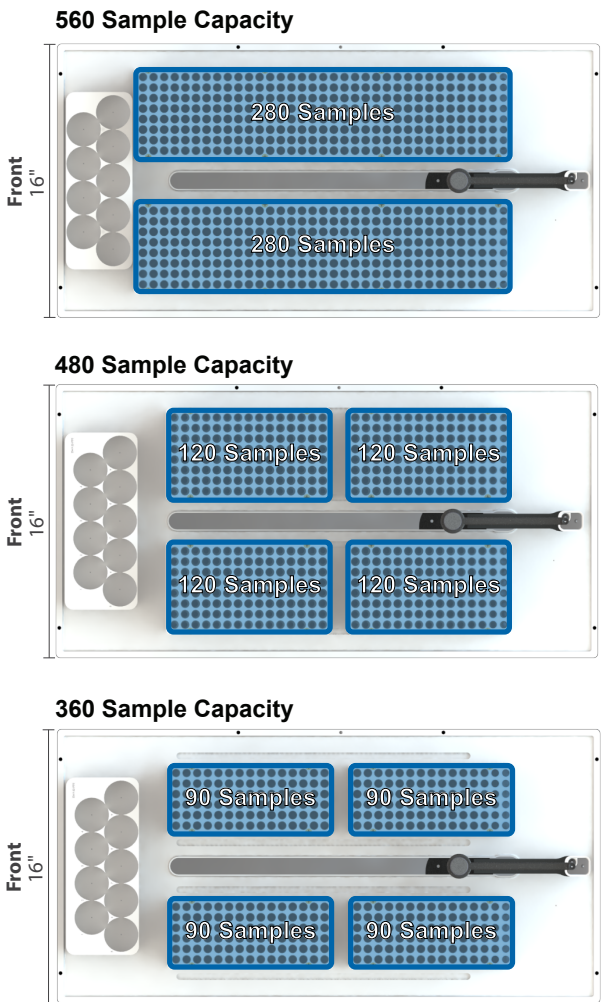 560 Sample Capacity
Front
16"
280 Samples
280 Samples
480 Sample Capacity
Front
16"
120 Samples 120 Samples
120 Samples 120 Samples
360 Sample Capacity
Front
16"
90 Samples 90 Samples
90 Samples 90 Samples